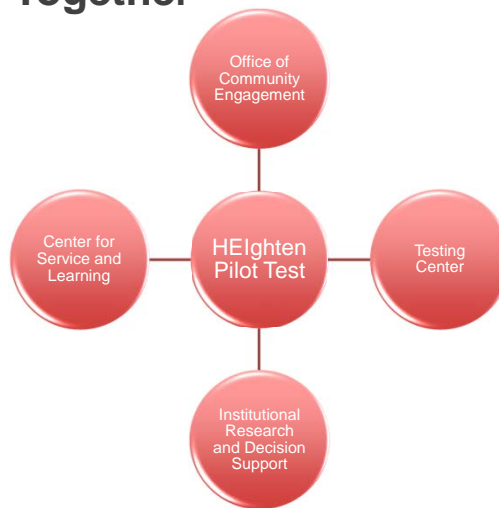 Together
Office of
Community
Engagement
Center for
Service and
Learning
HEIghten
Pilot Test
Testing
Center
Institutional
Research
and Decision
Support